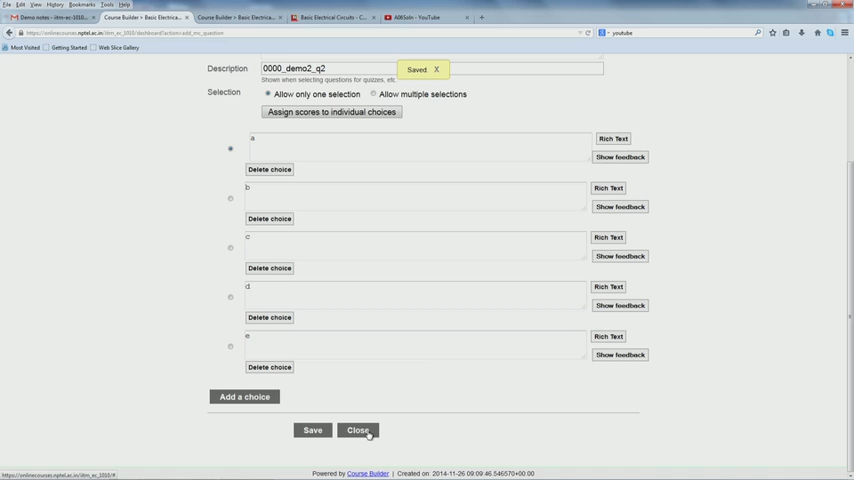 File Edit View History Bookmarks Tools Help
Demo notes - iitm-ec-1010... × Course Builder > Basic Electrica... × Course Builder > Basic Electrical... × Basic Electrical Circuits - C... × A06Soln - YouTube × +
https://onlinecourses.nptel.ac.in/iitm_ec_1010/dashboard?action=add_mc_question youtube
Most Visited Getting Started Web Slice Gallery
Saved. X
Description 0000_demo2_q2
Shown when selecting questions for quizzes, etc.
Selection Allow only one selection Allow multiple selections
Assign scores to individual choices
a Rich Text
Show feedback
Delete choice
b Rich Text
Show feedback
Delete choice
c Rich Text
Show feedback
Delete choice
d Rich Text
Show feedback
Delete choice
e Rich Text
Show feedback
Delete choice
Add a choice
Save Close
Powered by Course Builder | Created on: 2014-11-26 09:09:46.546570+00:00
https://onlinecourses.nptel.ac.in/iitm_ec_1010/#